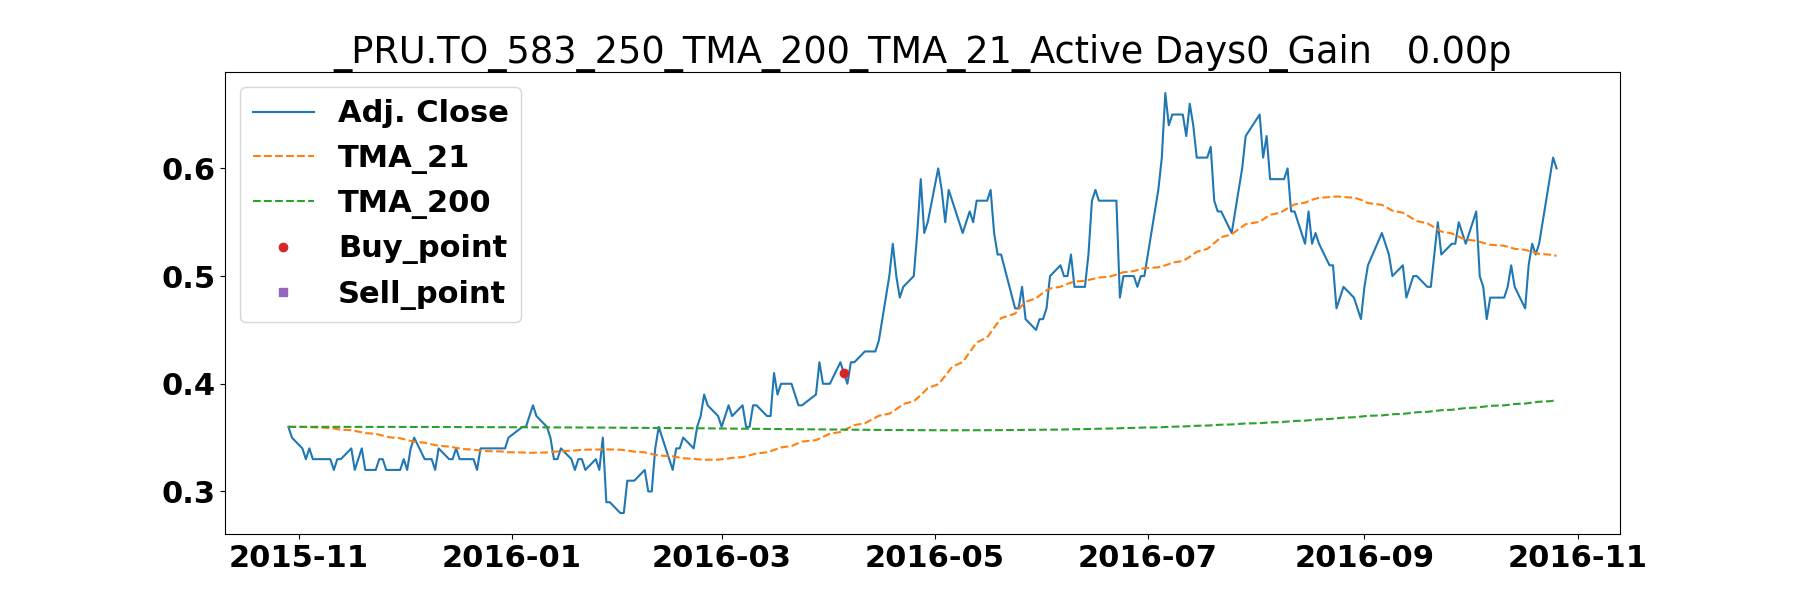 _PRU.TO_583_250_TMA_200_TMA_21_Active Days0_Gain   0.00p
Adj. Close
TMA_21
TMA_200
Buy_point
Sell_point
0.6
0.5
0.4
0.3
2015-11 2016-01 2016-03 2016-05 2016-07 2016-09 2016-11